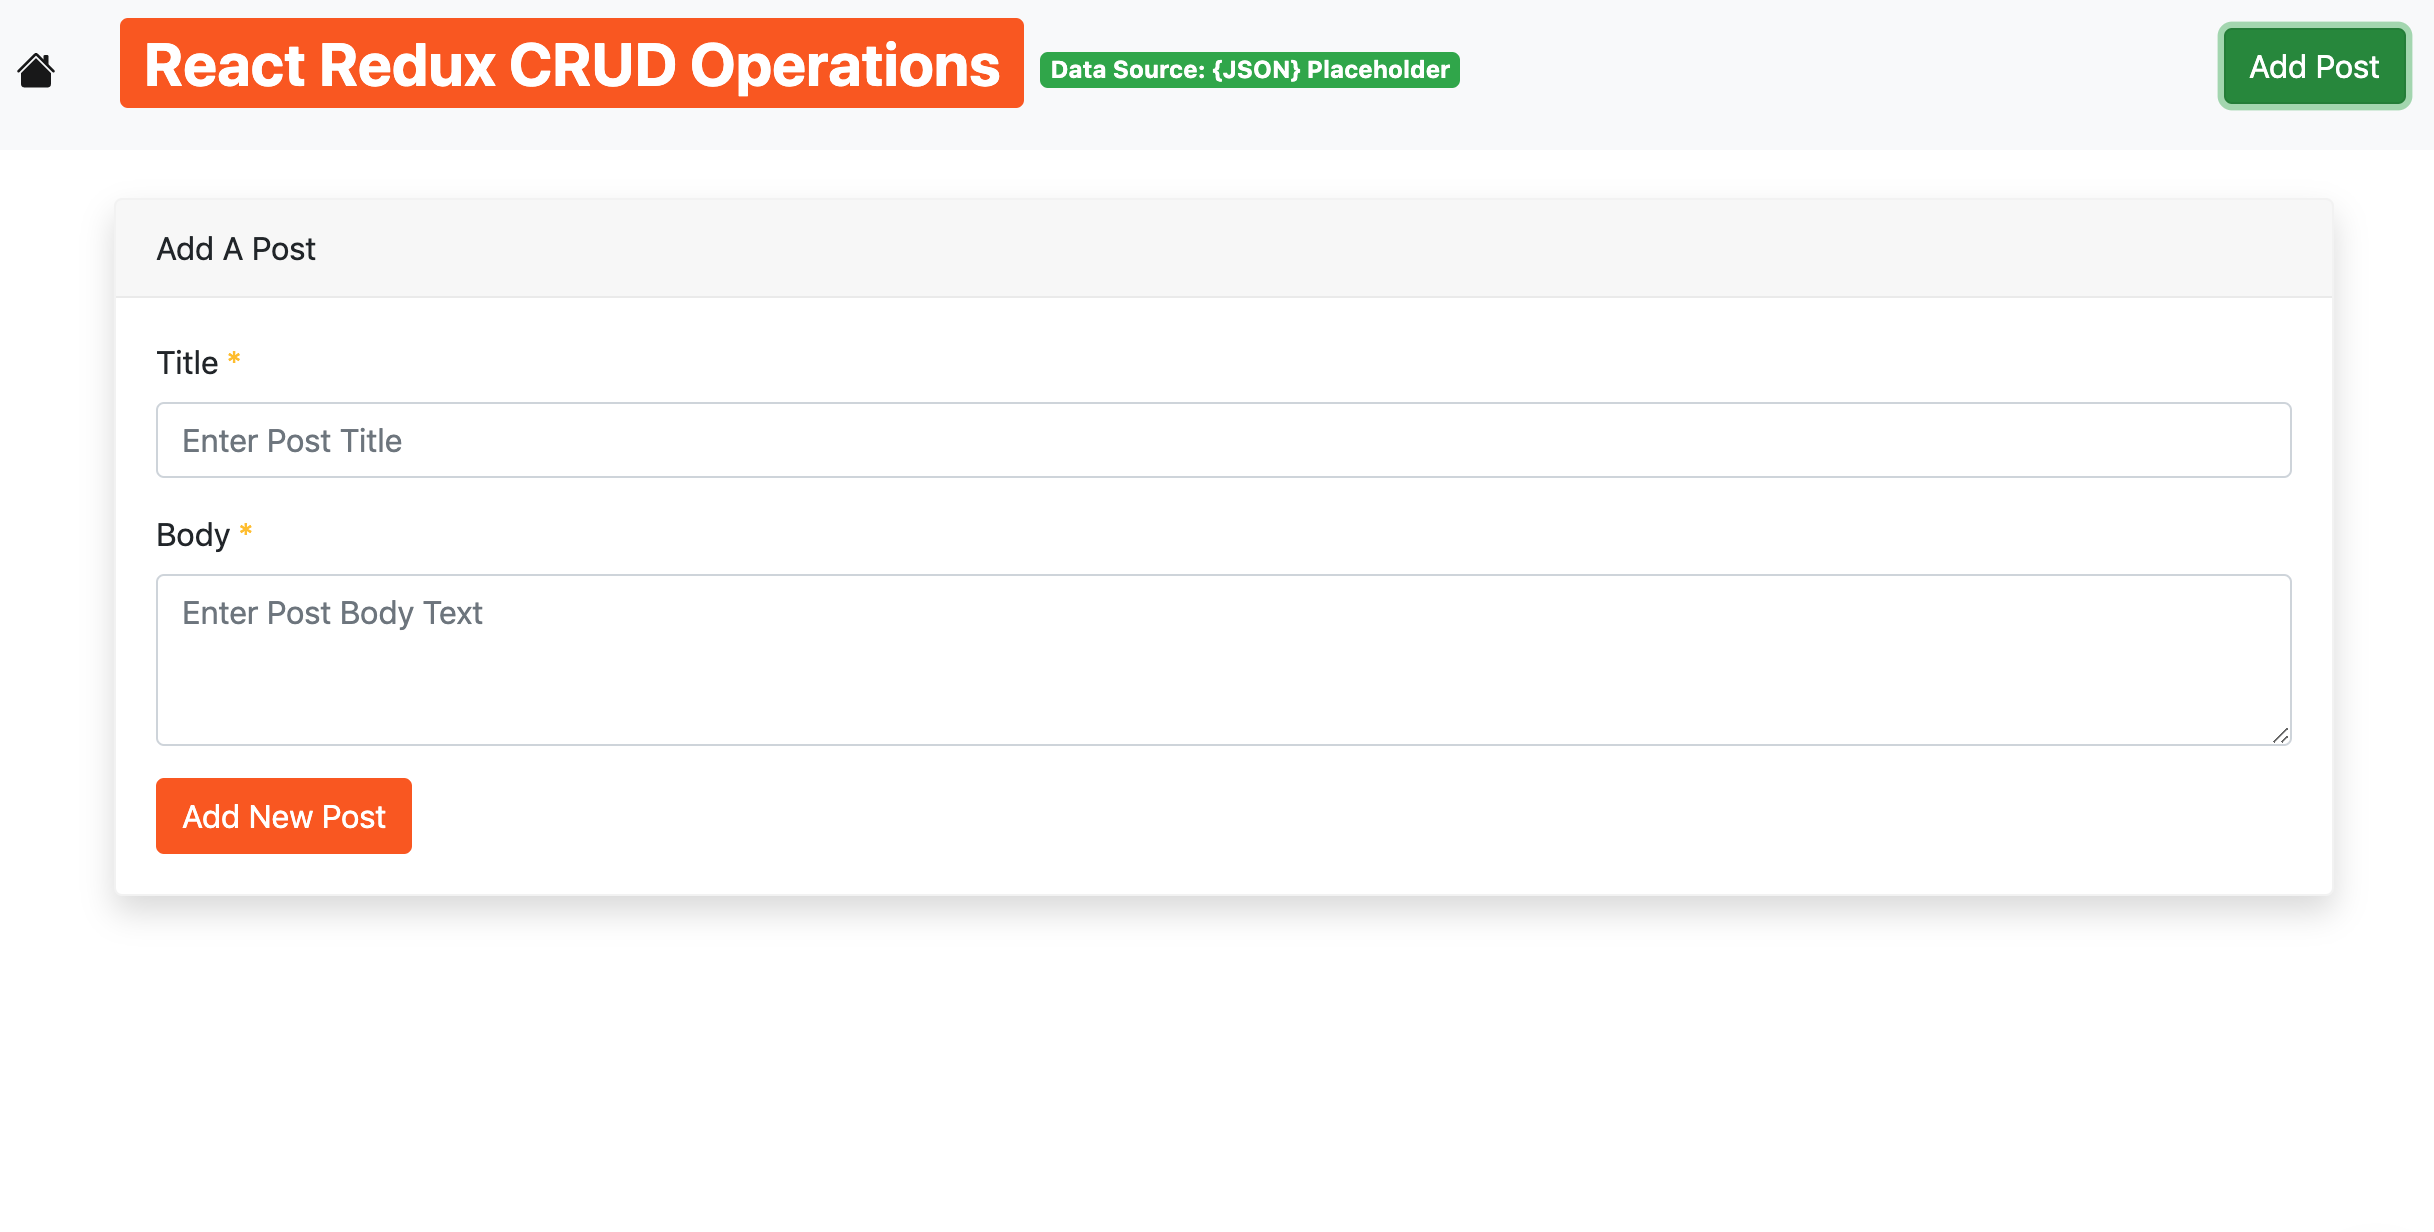 React Redux CRUD Operations
Data Source: {JSON} Placeholder
Add Post
Add A Post
Title *
Enter Post Title
Body *
Enter Post Body Text
Add New Post